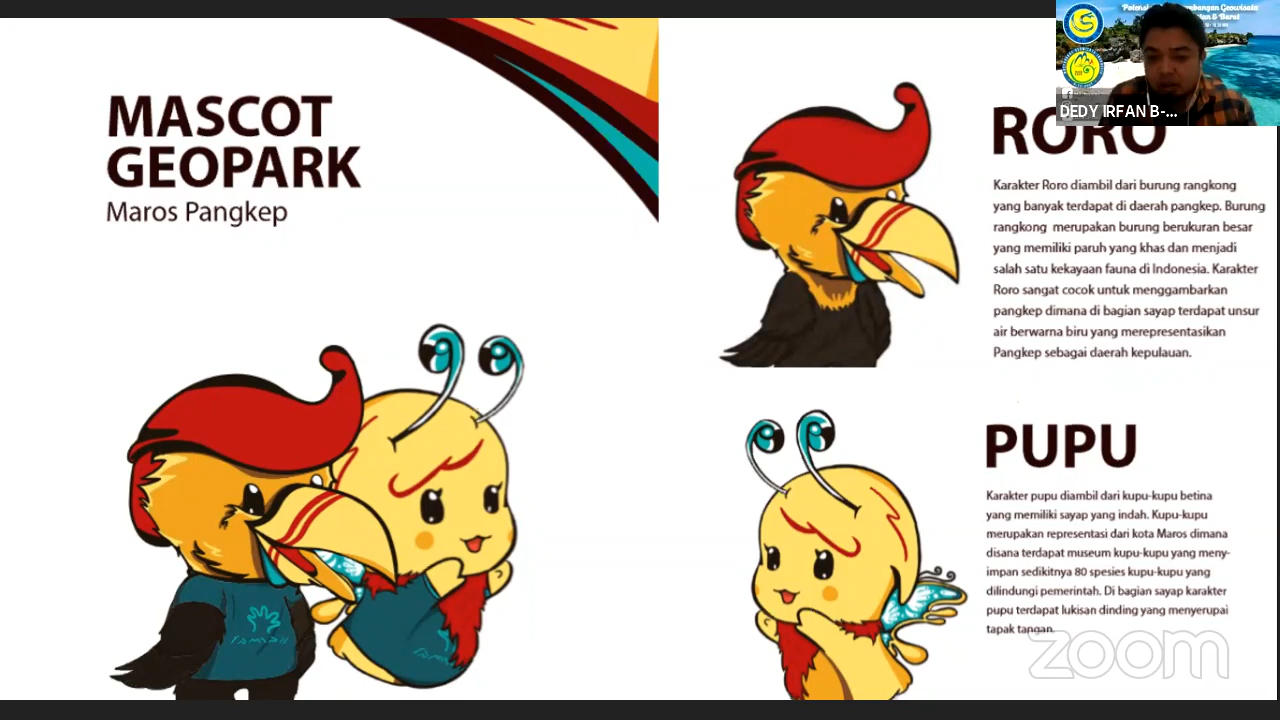 MASCOT
GEOPARK
Maros Pangkep
RORO
Karakter Roro diambil dari burung rangkong
yang banyak terdapat di daerah pangkep. Burung
rangkong merupakan burung berukuran besar
yang memiliki paruh yang khas dan menjadi
salah satu kekayaan fauna di Indonesia. Karakter
Roro sangat cocok untuk menggambarkan
pangkep dimana di bagian sayap terdapat unsur
air berwarna biru yang merepresentasikan
Pangkep sebagai daerah kepulauan.
PUPU
Karakter pupu diambil dari kupu-kupu betina
yang memiliki sayap yang indah. Kupu-kupu
merupakan representasi dari kota Maros dimana
disana terdapat museum kupu-kupu yang meny-
impan sedikitnya 80 spesies kupu-kupu yang
dilindungi pemerintah. Di bagian sayap karakter
pupu terdapat lukisan dinding yang menyerupai
tapak tangan.
DEDY IRFAN B-...
zoom